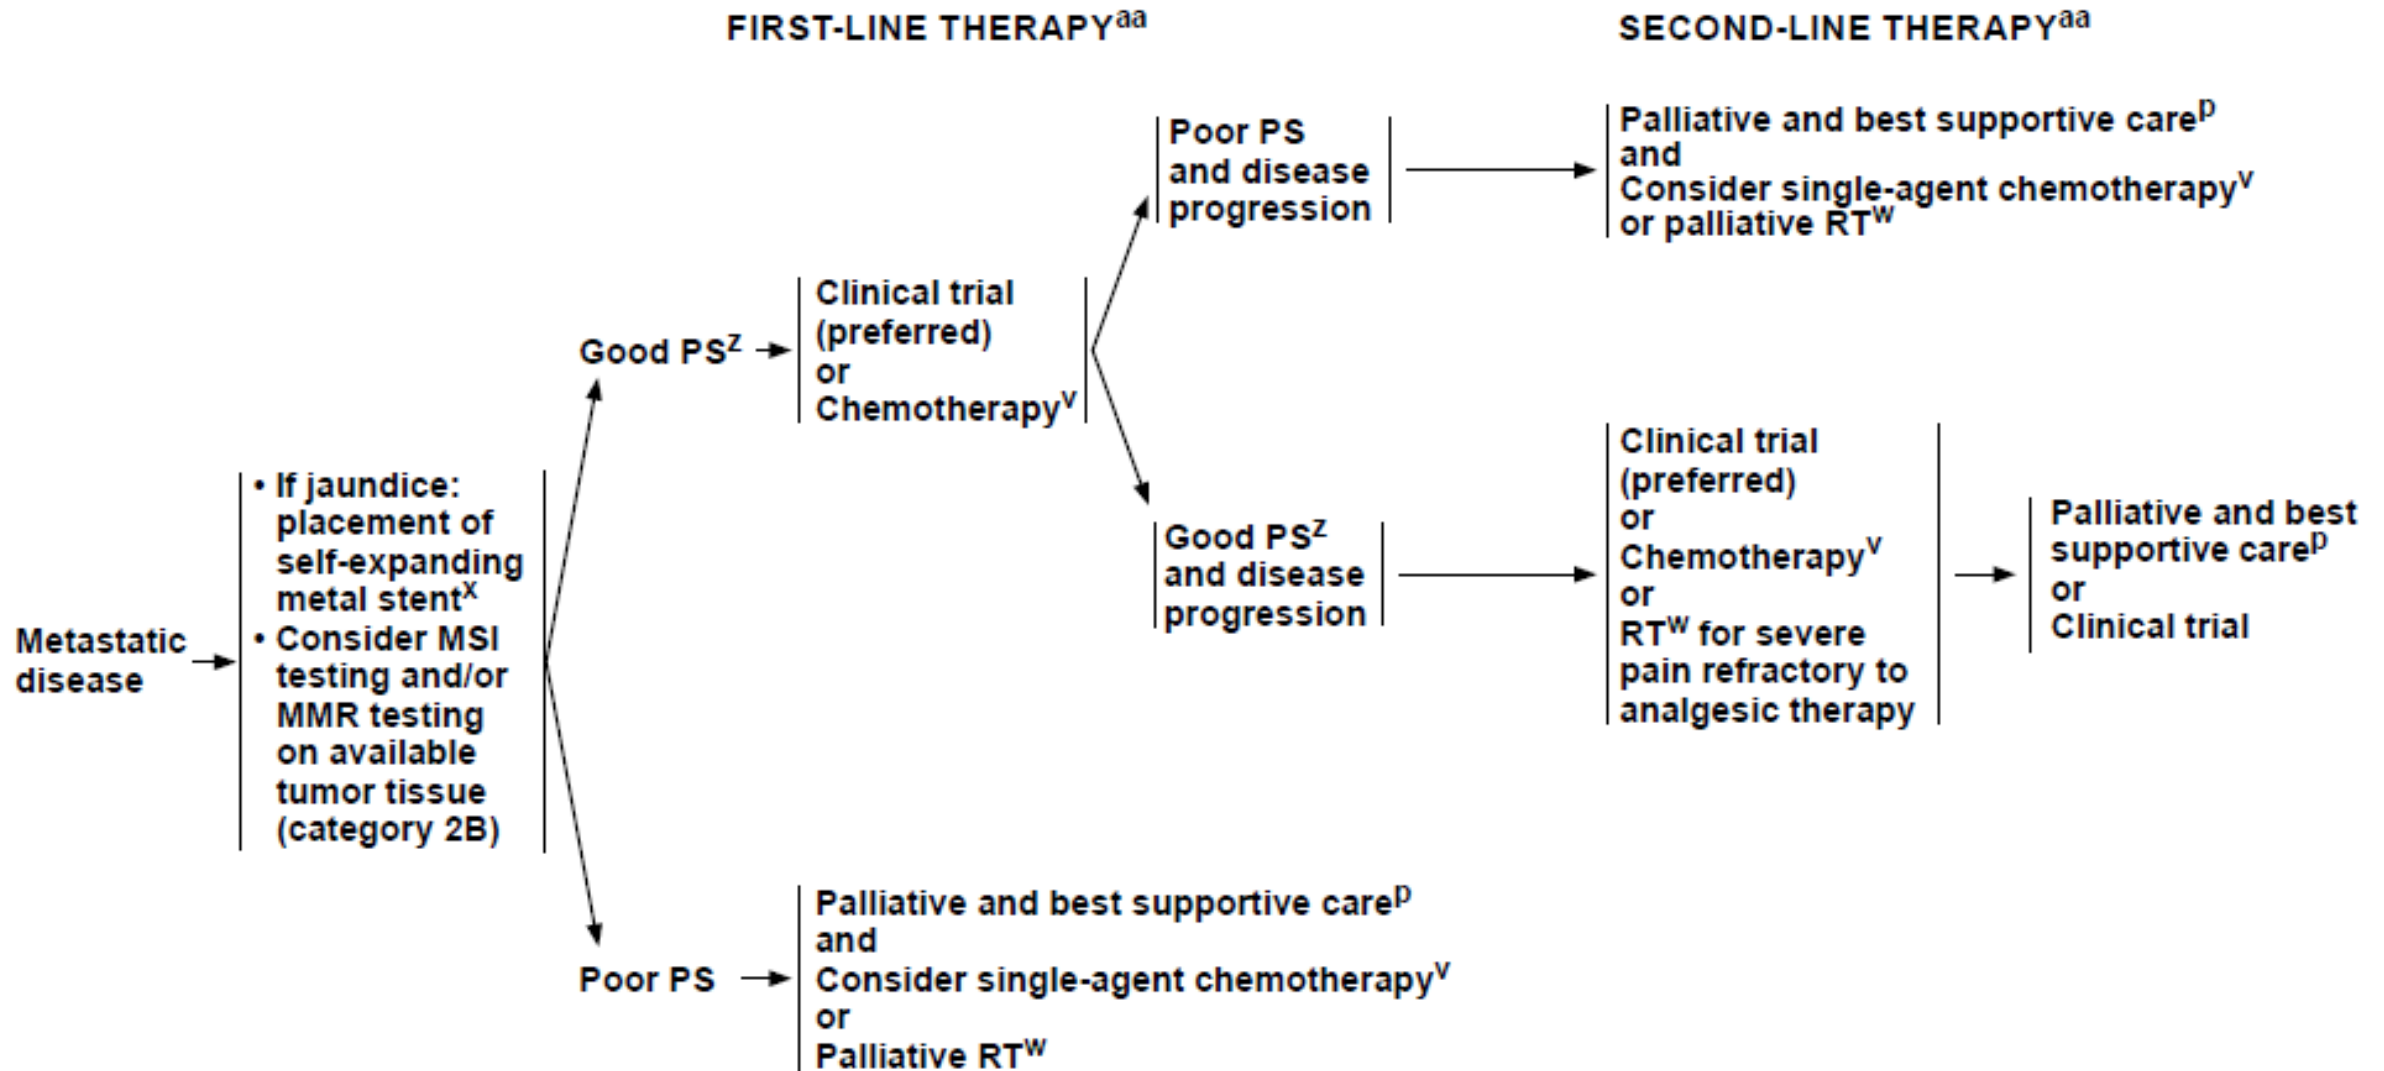 FIRST-LINE THERAPYaa
SECOND-LINE THERAPYaa
Metastatic
disease
• If jaundice:
placement of
self-expanding
metal stentx
• Consider MSI
testing and/or
MMR testing
on available
tumor tissue
(category 2B)
Good PSz
Clinical trial
(preferred)
or
Chemotherapyv
Poor PS
and disease
progression
Palliative and best supportive carep
and
Consider single-agent chemotherapyv
or palliative RTw
Good PSz
and disease
progression
Clinical trial
(preferred)
or
Chemotherapyv
or
RTw for severe
pain refractory to
analgesic therapy
Palliative and best
supportive carep
or
Clinical trial
Poor PS
Palliative and best supportive carep
and
Consider single-agent chemotherapyv
or
Palliative RTw